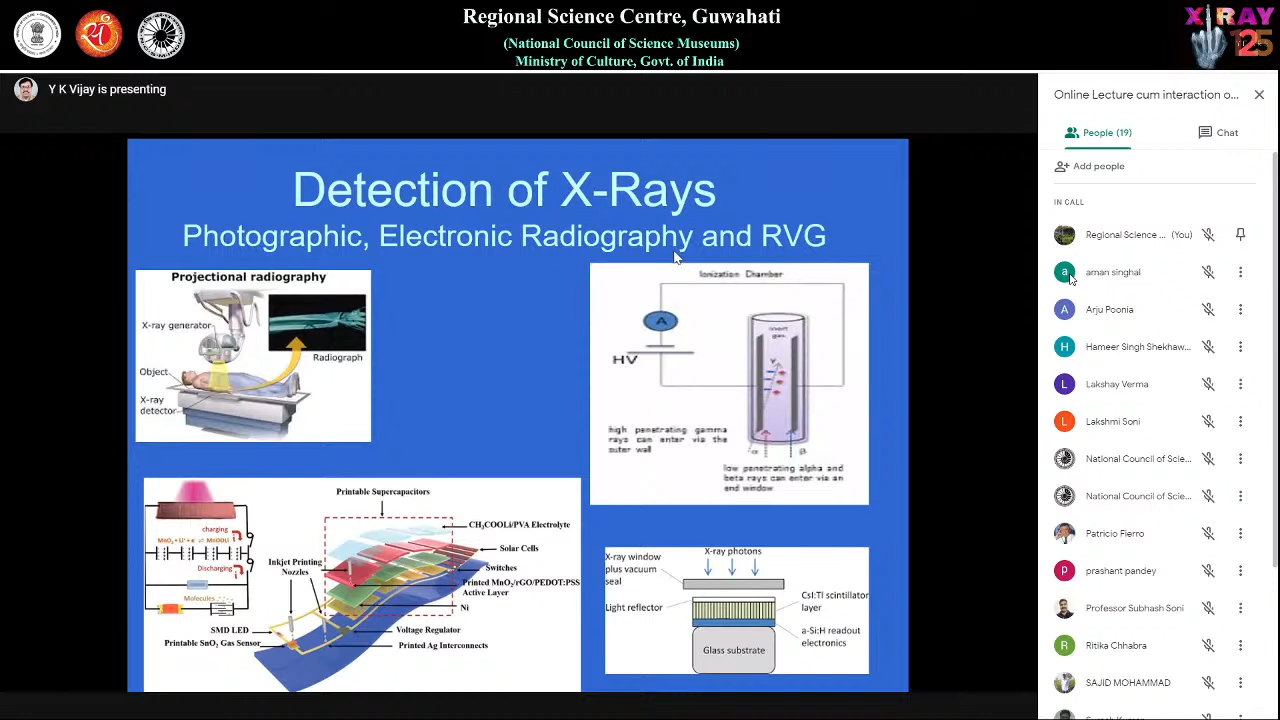 Regional Science Centre, Guwahati
(National Council of Science Museums)
Ministry of Culture, Govt. of India
X RAY
125
YEARS
Y K Vijay is presenting
Detection of X-Rays
Photographic, Electronic Radiography and RVG
Projectional radiography
X-ray generator
Radiograph
Object
X-ray
detector
Ionization Chamber
A
HV
inert
gas
γ
α
β
high penetrating gamma
rays can enter via the
outer wall
low penetrating alpha and
beta rays can enter via an
end window
Printable Supercapacitors
charging
Discharging
Molecules
Inkjet Printing
Nozzles
CH3COOLi/PVA Electrolyte
Solar Cells
Switches
Printed MnO2/rGO/PEDOT:PSS
Active Layer
Ni
SMD LED
Printable SnO2 Gas Sensor
Voltage Regulator
Printed Ag Interconnects
X-ray window
plus vacuum
seal
X-ray photons
Light reflector
CsI:Tl scintillator
layer
a-Si:H readout
electronics
Glass substrate
Online Lecture cum interaction o...
People (19)
Chat
Add people
IN CALL
Regional Science ... (You)
a
aman singhal
A
Arju Poonia
H
Hameer SIngh Shekhaw...
L
Lakshay Verma
L
Lakshmi Soni
National Council of Scie...
National Council of Scie...
Patricio Fierro
p
prashant pandey
Professor Subhash Soni
R
Ritika Chhabra
SAJID MOHAMMAD